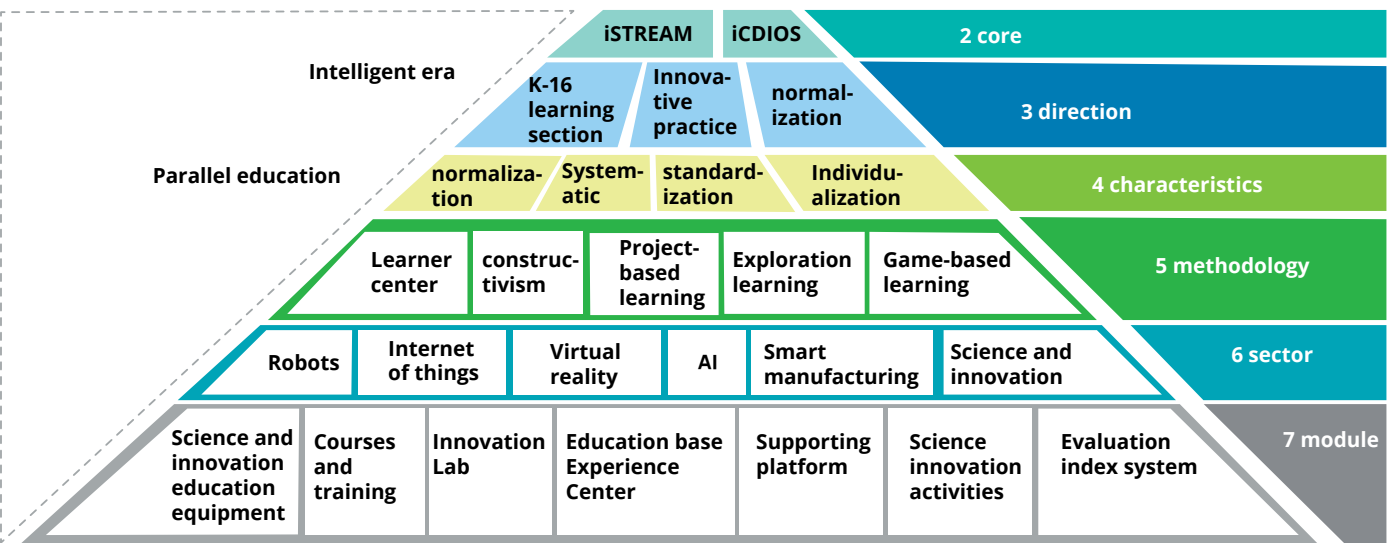 iSTREAM
iCDIOS
2 core
Intelligent era
K-16
learning
section
Innova-
tive
practice
normal-
ization
3 direction
Parallel education
normaliza-
tion
System-
atic
standard-
ization
Individu-
alization
4 characteristics
Learner
center
construc-
tivism
Project-
based
learning
Exploration
learning
Game-based
learning
5 methodology
Robots
Internet
of things
Virtual
reality
AI
Smart
manufacturing
Science and
innovation
6 sector
Science and
innovation
education
equipment
Courses
and
training
Innovation
Lab
Education base
Experience
Center
Supporting
platform
Science
innovation
activities
Evaluation
index system
7 module